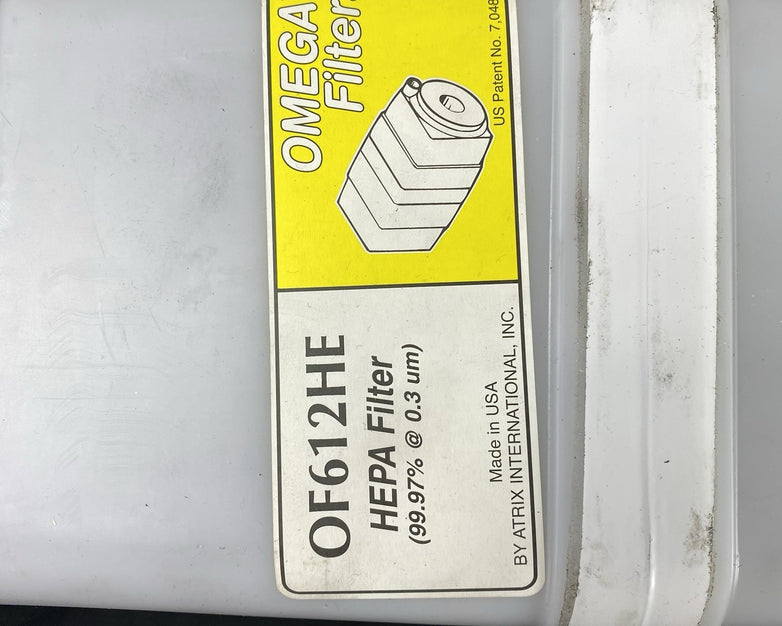 OMEGA
Filter
US Patent No. 7,048
OF612HE
HEPA Filter
(99.97% @ 0.3 um)
Made in USA
BY ATRIX INTERNATIONAL, INC.